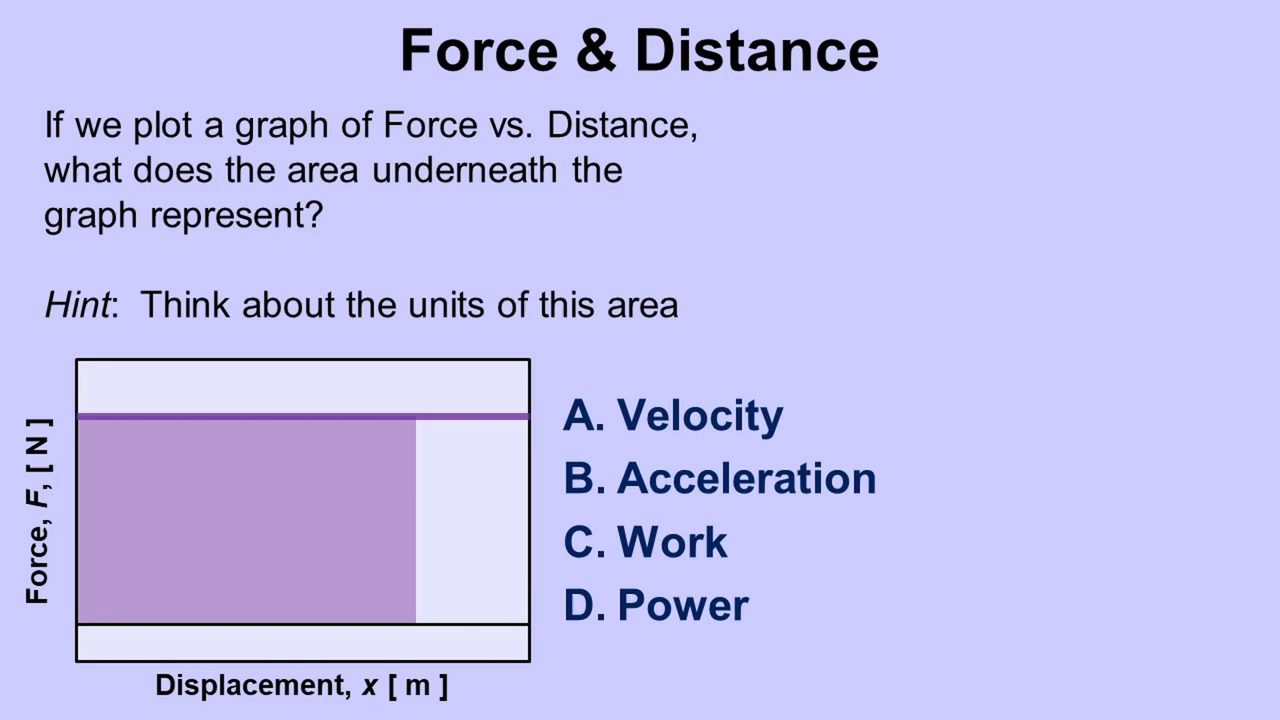 Force & Distance
If we plot a graph of Force vs. Distance,
what does the area underneath the
graph represent?
Hint: Think about the units of this area
Force, F, [ N ]
Displacement, x [ m ]
A. Velocity
B. Acceleration
C. Work
D. Power